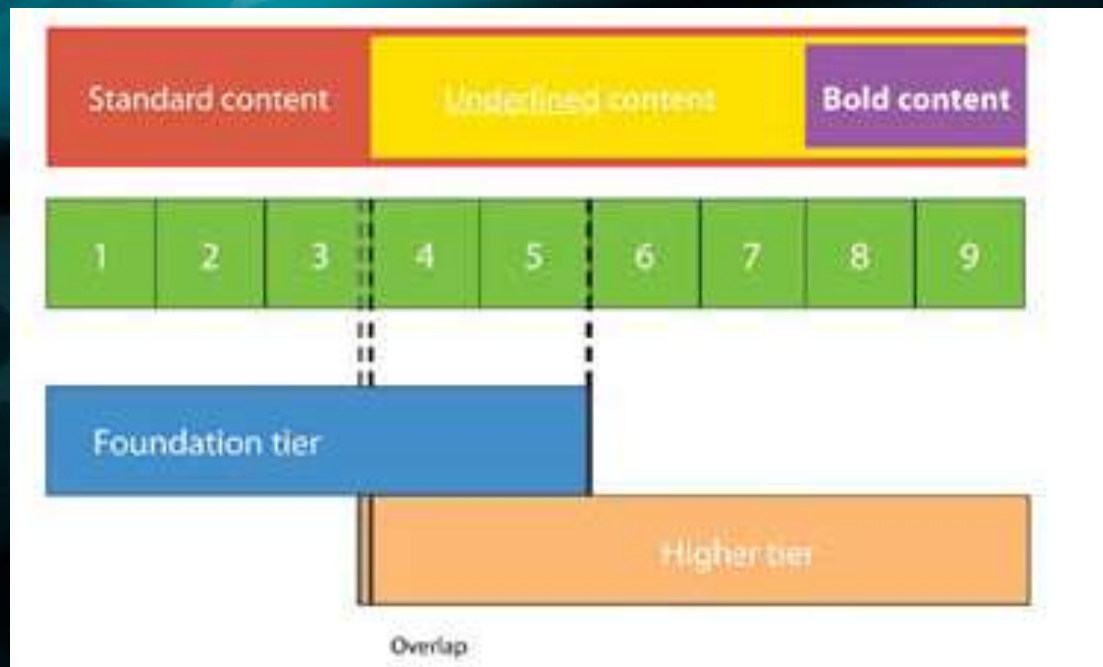 Standard content Underlined content Bold content
1 2 3 4 5 6 7 8 9
Foundation tier
Higher tier
Overlap